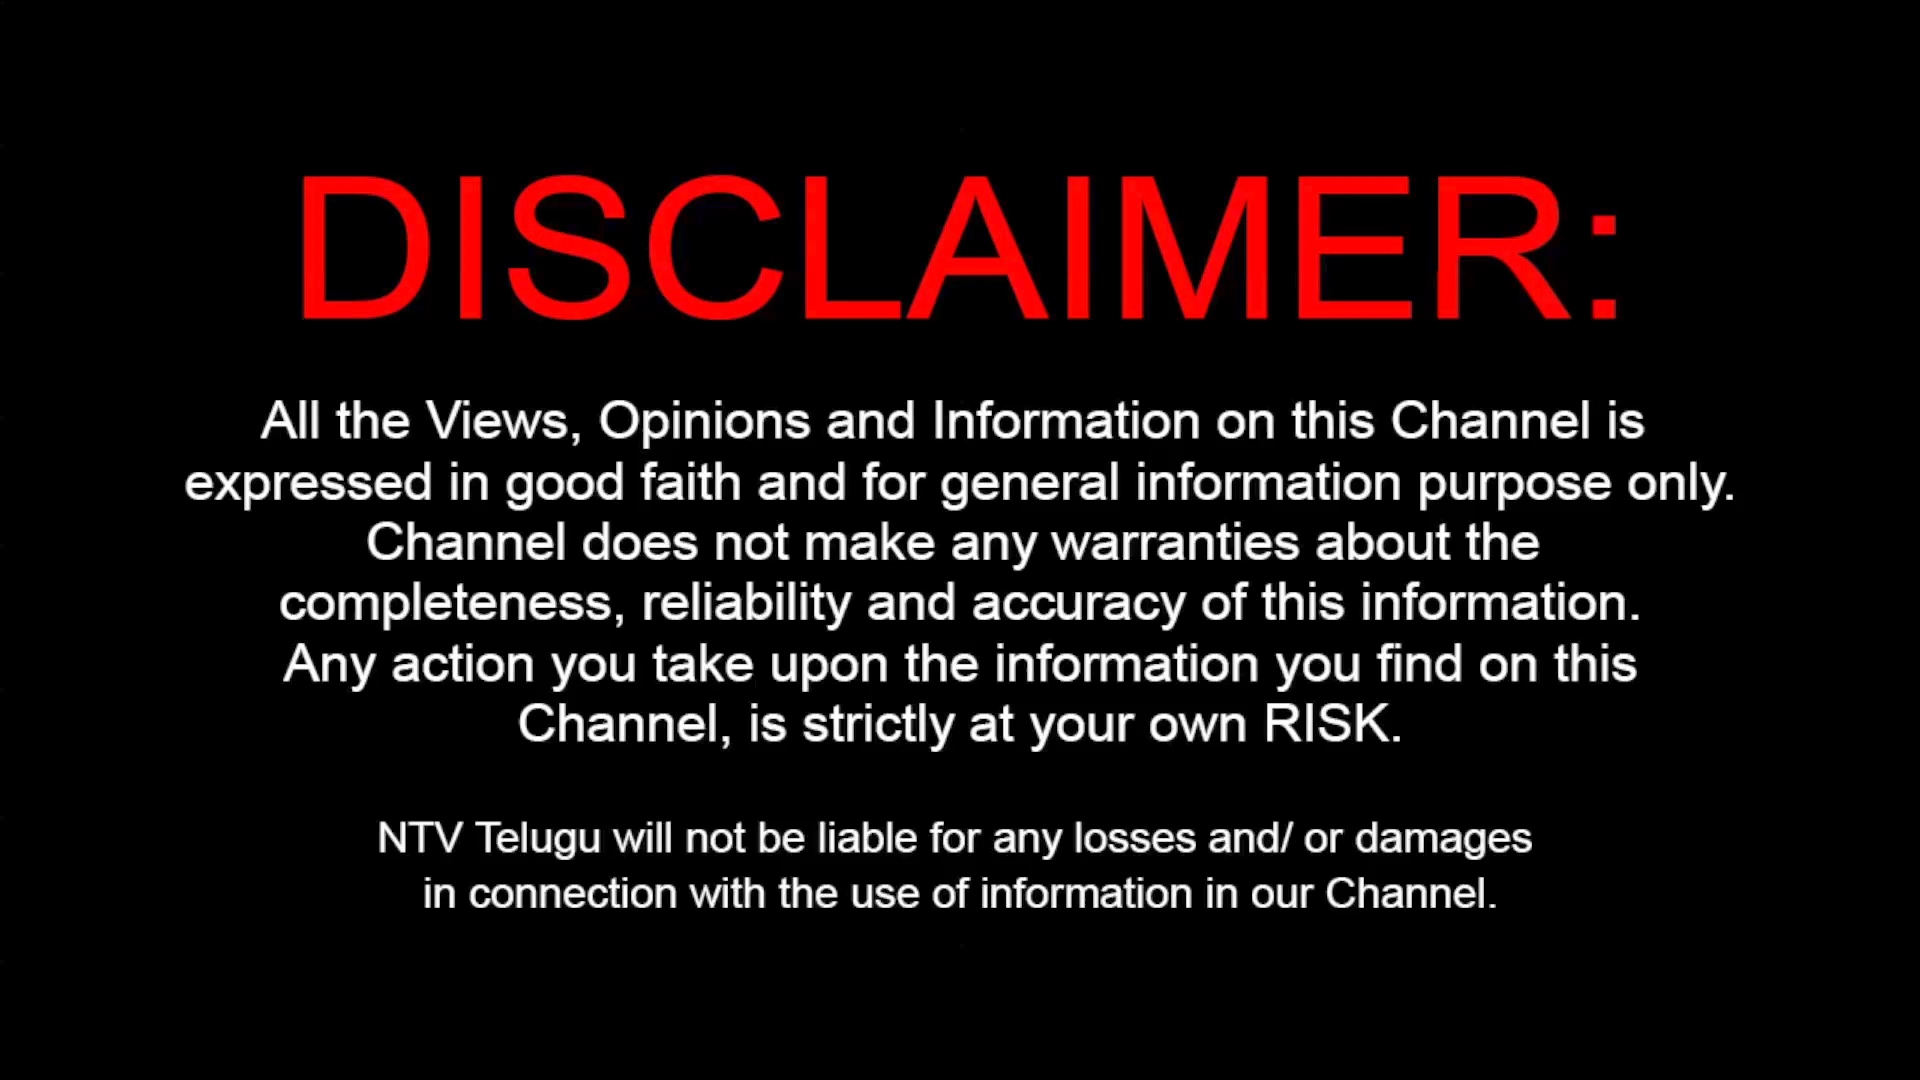 DISCLAIMER:
All the Views, Opinions and Information on this Channel is
expressed in good faith and for general information purpose only.
Channel does not make any warranties about the
completeness, reliability and accuracy of this information.
Any action you take upon the information you find on this
Channel, is strictly at your own RISK.
NTV Telugu will not be liable for any losses and/ or damages
in connection with the use of information in our Channel.